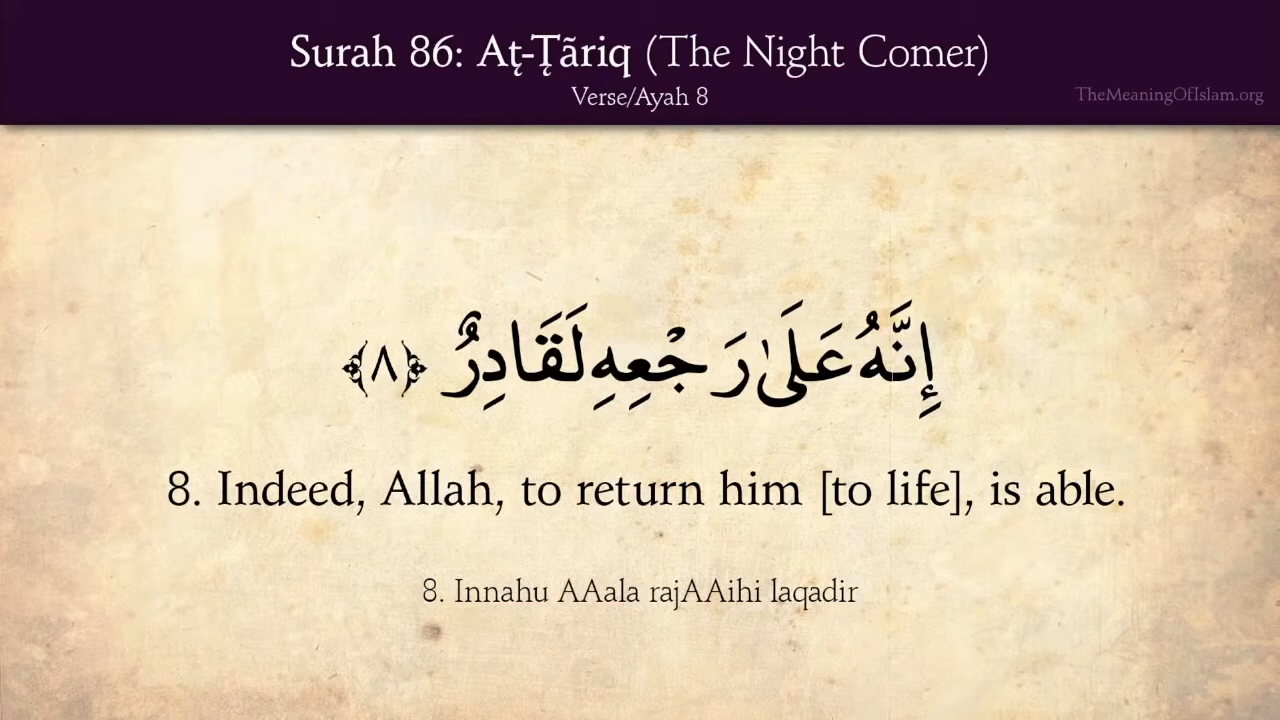 Surah 86: Aţ-Ţãriq (The Night Comer)
Verse/Ayah 8
TheMeaningOfIslam.org
إِنَّهُ عَلَىٰ رَجْعِهِ لَقَادِرٌ ﴿٨﴾
8. Indeed, Allah, to return him [to life], is able.
8. Innahu AAala rajAAihi laqadir